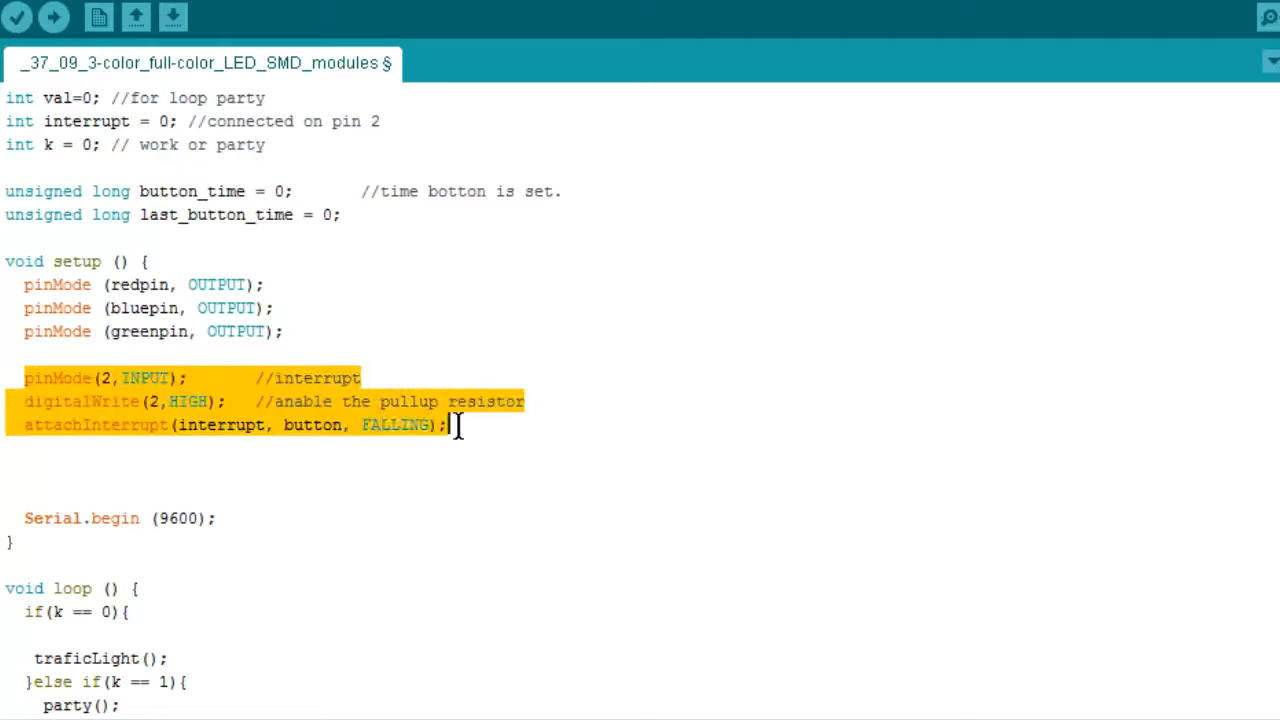 _37_09_3-color_full-color_LED_SMD_modules §
int val=0; //for loop party
int interrupt = 0; //connected on pin 2
int k = 0; // work or party
unsigned long button_time = 0; //time botton is set.
unsigned long last_button_time = 0;
void setup () {
pinMode (redpin, OUTPUT);
pinMode (bluepin, OUTPUT);
pinMode (greenpin, OUTPUT);
pinMode(2,INPUT); //interrupt
digitalWrite(2,HIGH); //anable the pullup resistor
attachInterrupt(interrupt, button, FALLING);
Serial.begin (9600);
}
void loop () {
if(k == 0){
traficLight();
}else if(k == 1){
party();